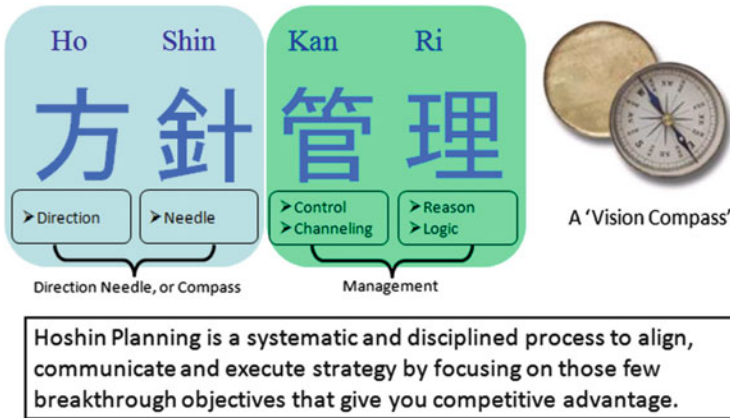 Ho Shin Kan Ri
方針管理
➢ Direction ➢ Needle ➢ Control ➢ Reason
➢ Channeling ➢ Logic
A 'Vision Compass'
Direction Needle, or Compass Management
Hoshin Planning is a systematic and disciplined process to align,
communicate and execute strategy by focusing on those few
breakthrough objectives that give you competitive advantage.